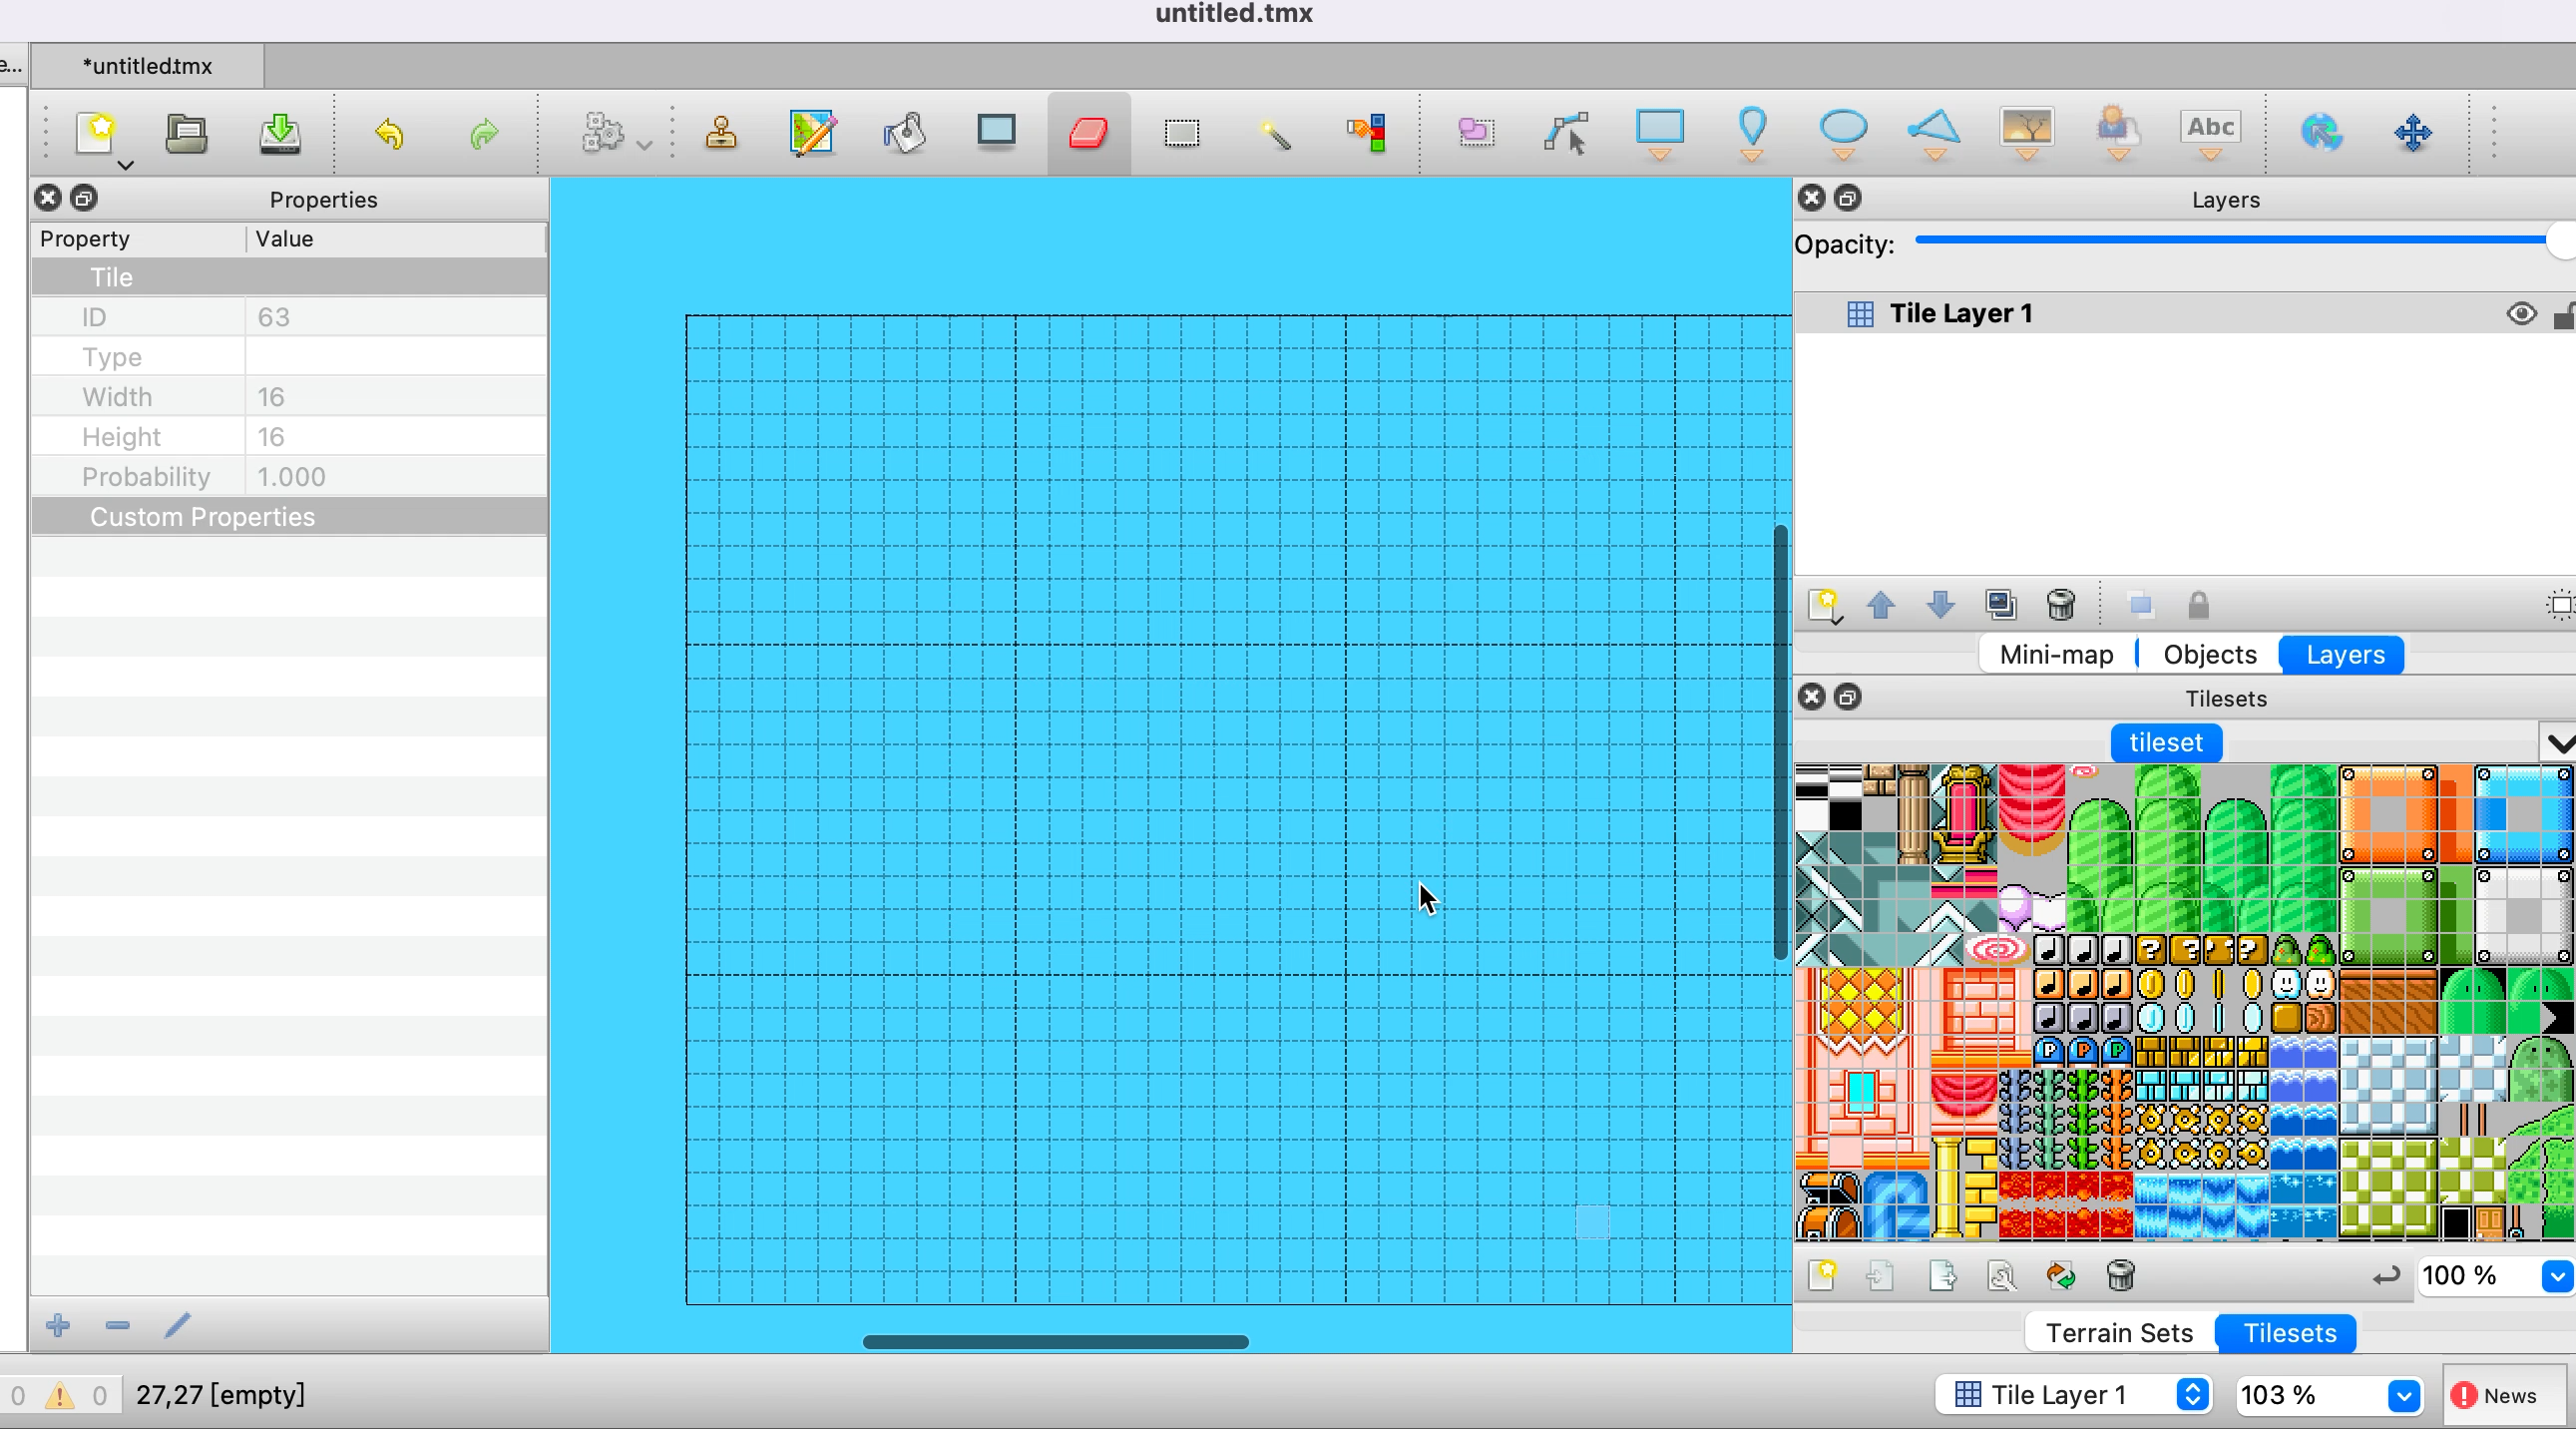 untitled.tmx
e...
*untitled.tmx
Abc
Properties
Property Value
Tile
ID 63
Type
Width 16
Height 16
Probability 1.000
Custom Properties
Layers
Opacity:
Tile Layer 1
Mini-map Objects Layers
Tilesets
tileset
? ? ? ?
P P P
100 %
Terrain Sets Tilesets
0 0 27,27 [empty]
Tile Layer 1
103 %
News